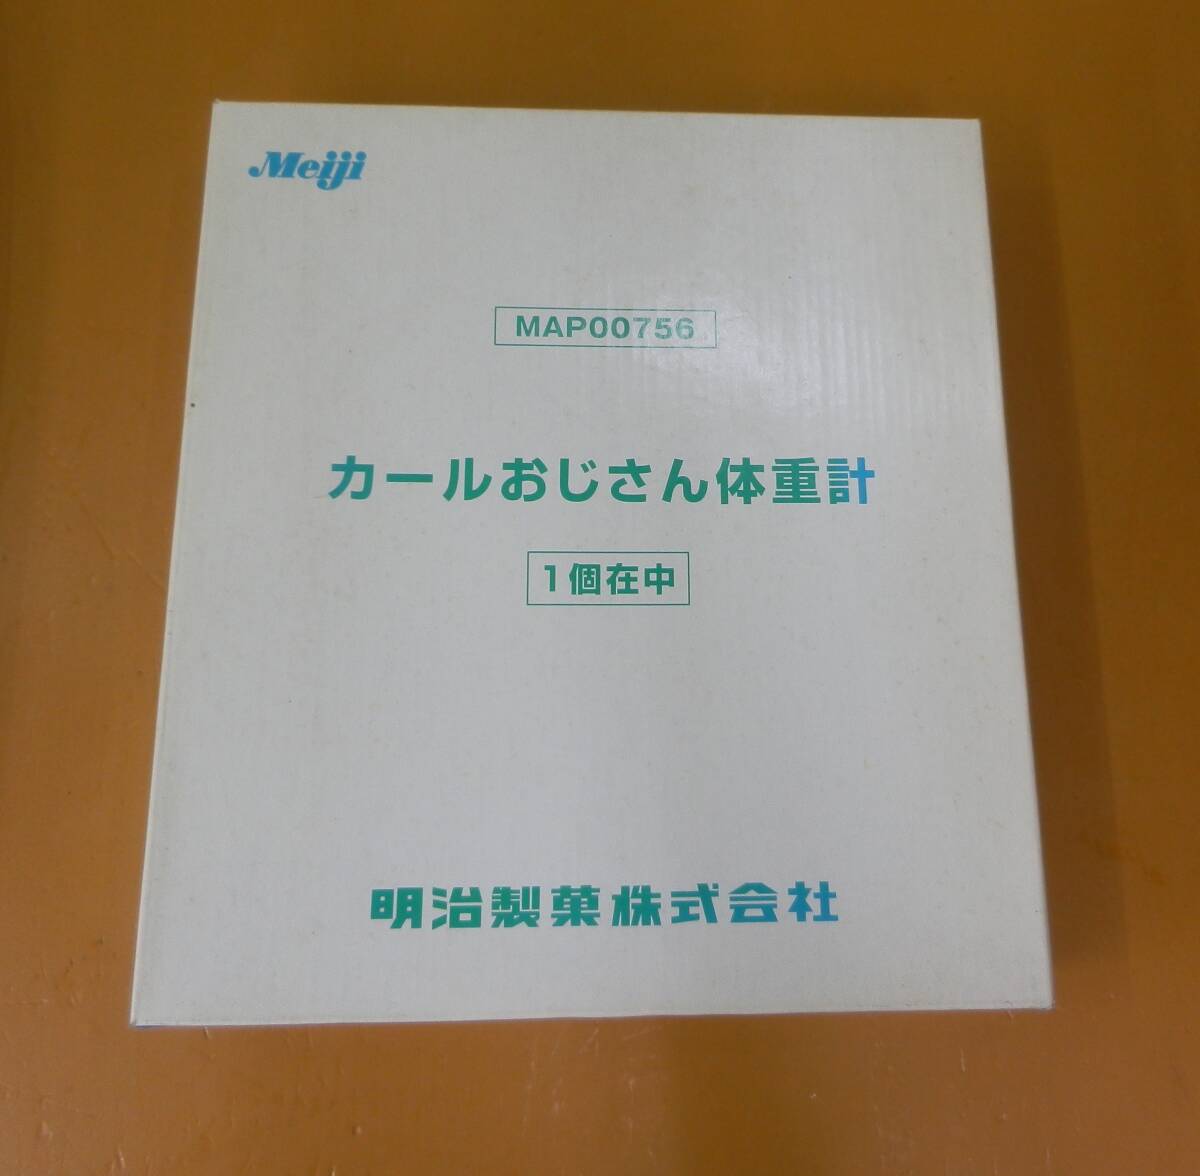 Meiji
MAP00756
カールおじさん体重計
1個在中
明治製菓株式会社